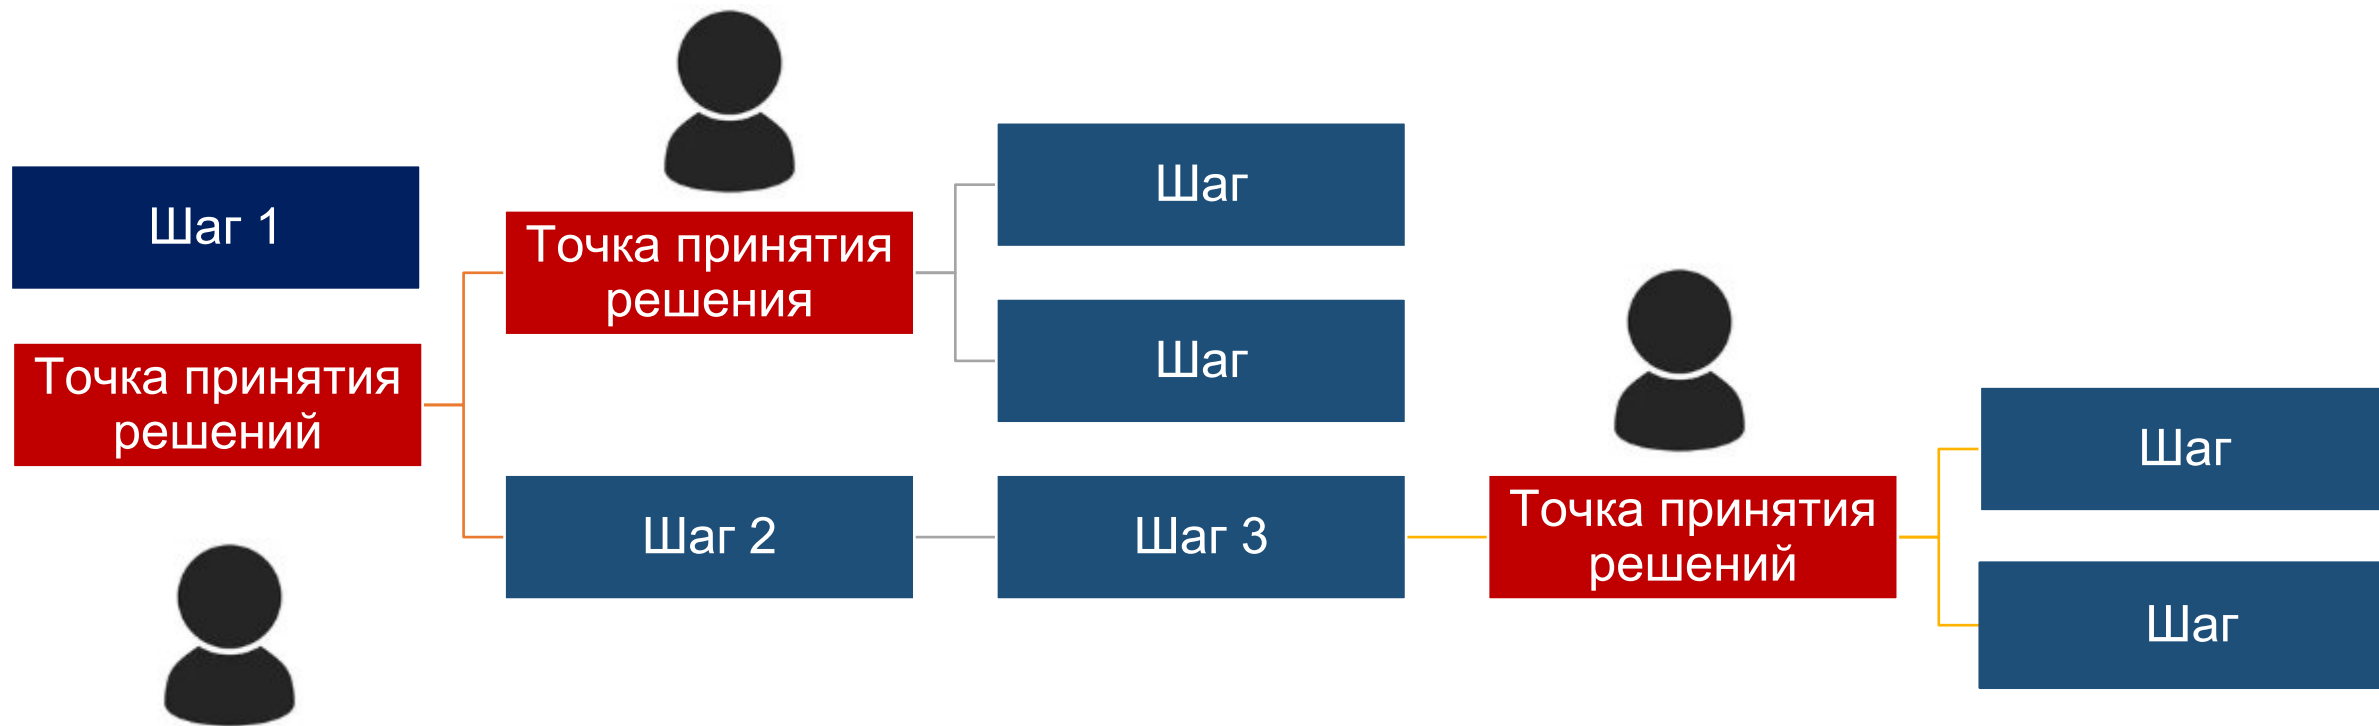 Шаг 1
Точка принятия
решений
Точка принятия
решения
Шаг
Шаг
Шаг 2
Шаг 3
Точка принятия
решений
Шаг
Шаг